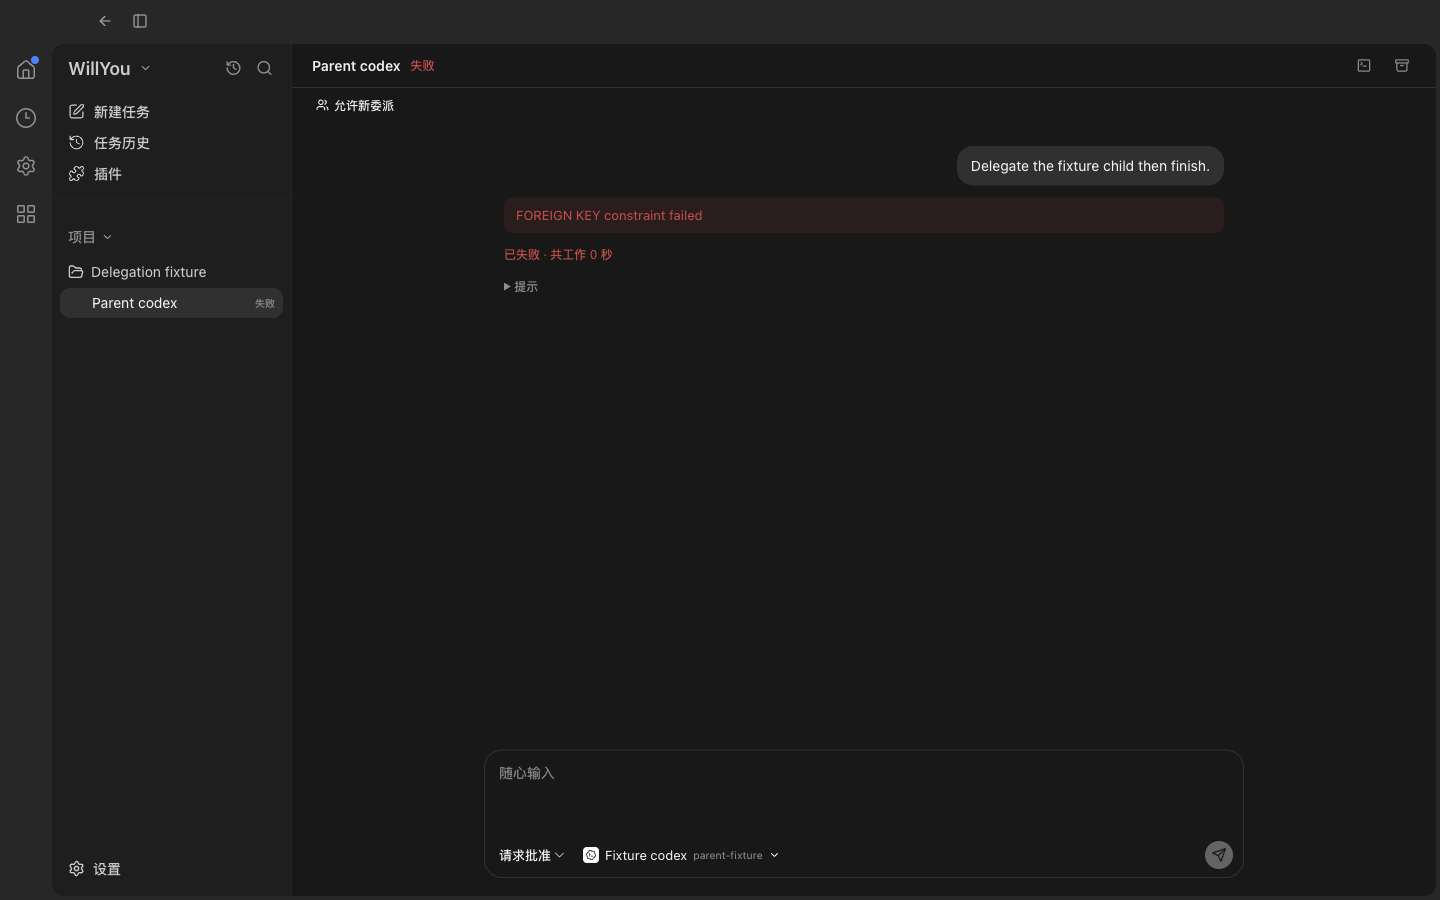 WillYou
新建任务
任务历史
插件
项目
Delegation fixture
Parent codex 失败
设置
Parent codex 失败
允许新委派
Delegate the fixture child then finish.
FOREIGN KEY constraint failed
已失败 · 共工作 0 秒
提示
随心输入
请求批准 Fixture codex parent-fixture